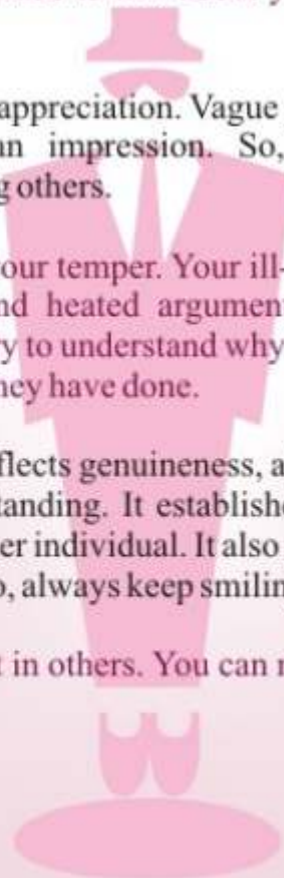 appreciation. Vague
an impression. So,
g others.
our temper. Your ill-
nd heated argument
y to understand why
hey have done.
flects genuineness, a
tanding. It establishe
er individual. It also
o, always keep smilin
t in others. You can